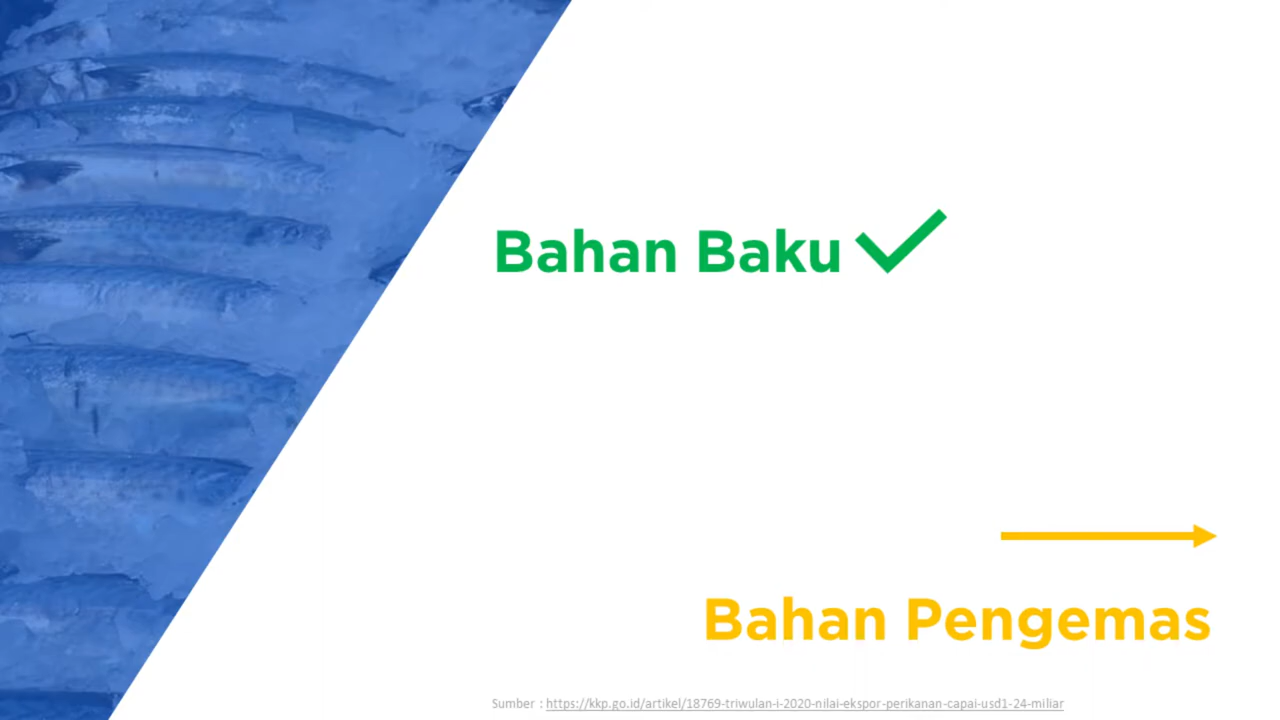 Bahan Baku
Bahan Pengemas
Sumber : https://kkp.go.id/artikel/18769-triwulan-i-2020-nilai-ekspor-perikanan-capai-usd1-24-miliar